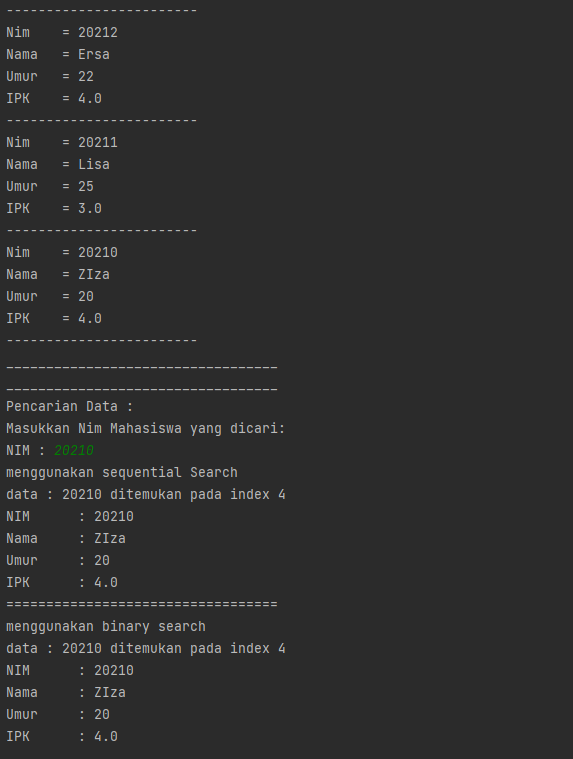 ------------------------
Nim    = 20212
Nama   = Ersa
Umur   = 22
IPK    = 4.0
------------------------
Nim    = 20211
Nama   = Lisa
Umur   = 25
IPK    = 3.0
------------------------
Nim    = 20210
Nama   = ZIza
Umur   = 20
IPK    = 4.0
------------------------
__________________________________
__________________________________
Pencarian Data :
Masukkan Nim Mahasiswa yang dicari:
NIM : 20210
menggunakan sequential Search
data : 20210 ditemukan pada index 4
NIM      : 20210
Nama     : ZIza
Umur     : 20
IPK      : 4.0
==================================
menggunakan binary search
data : 20210 ditemukan pada index 4
NIM      : 20210
Nama     : ZIza
Umur     : 20
IPK      : 4.0